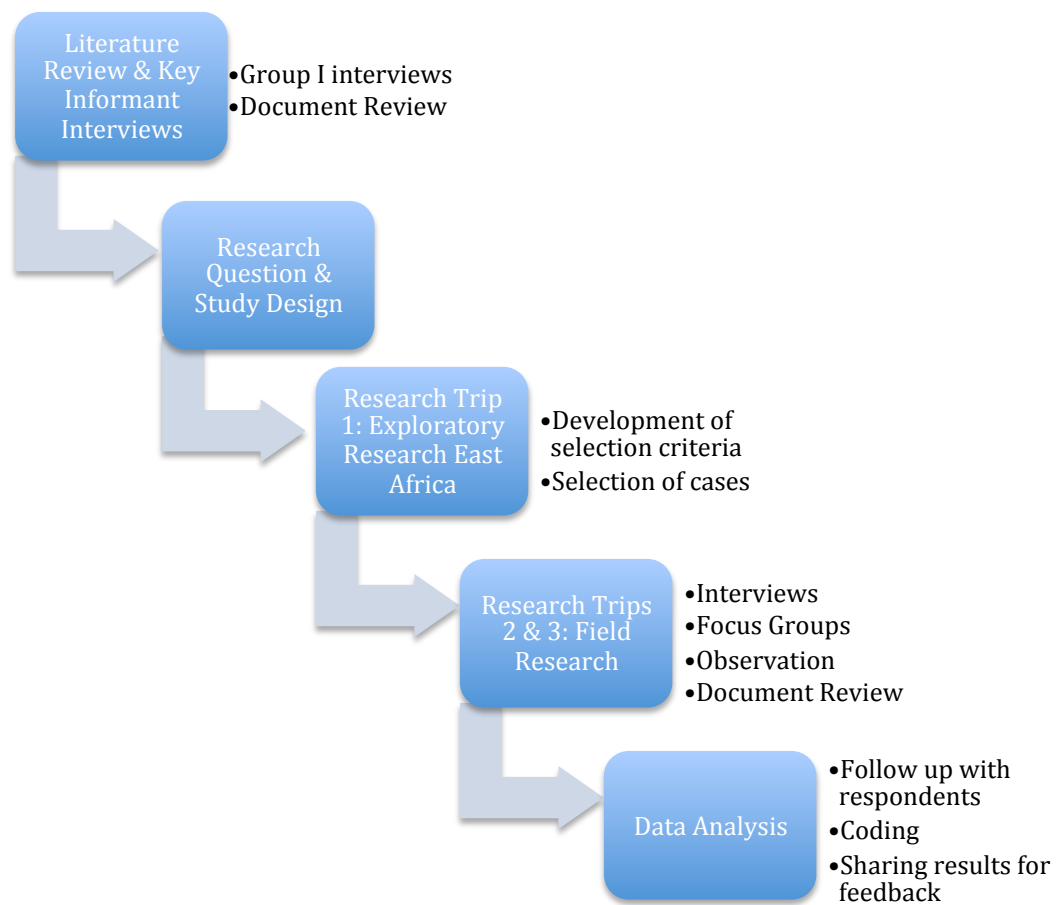 Literature
Review & Key
Informant
Interviews
•Group I interviews
•Document Review
Research
Question &
Study Design
Research Trip
1: Exploratory
Research East
Africa
•Development of
selection criteria
•Selection of cases
Research Trips
2 & 3: Field
Research
•Interviews
•Focus Groups
•Observation
•Document Review
Data Analysis
•Follow up with
respondents
•Coding
•Sharing results for
feedback